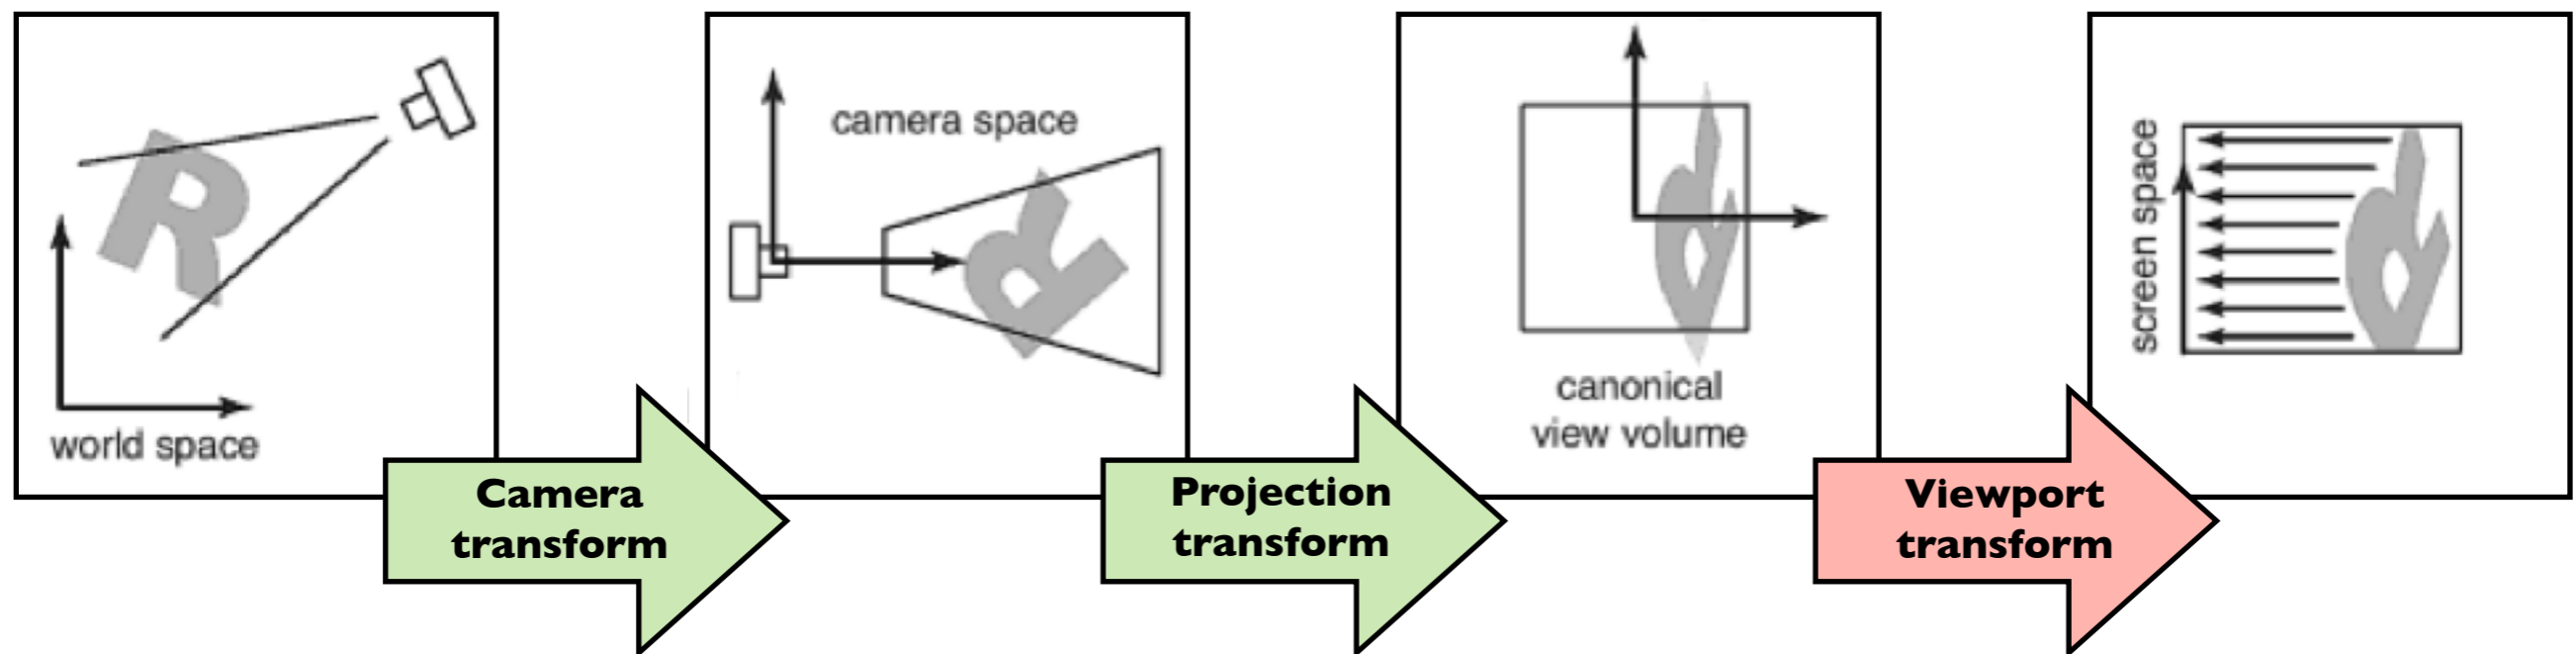 world space
Camera
transform
camera space
Projection
transform
canonical
view volume
Viewport
transform
screen space